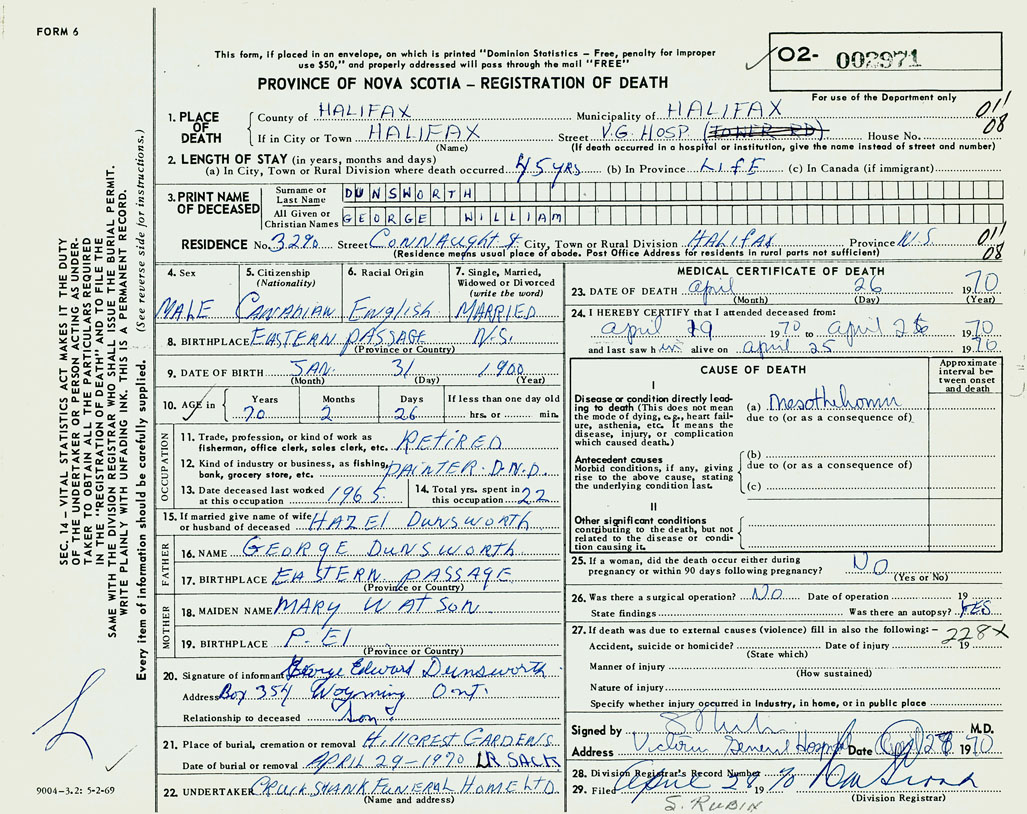 FORM 6
This form, if placed in an envelope, on which is printed "Dominion Statistics – Free, penalty for improper
use $50," and properly addressed will pass through the mail "FREE"
02- 002971
PROVINCE OF NOVA SCOTIA – REGISTRATION OF DEATH
For use of the Department only
1. PLACE OF DEATH
County of HALIFAX Municipality of HALIFAX 011
If in City or Town HALIFAX Street V.G. HOSP. (TOWER RD) House No. 08
(Name) (If death occurred in a hospital or institution, give the name instead of street and number)
2. LENGTH OF STAY (in years, months and days)
(a) In City, Town or Rural Division where death occurred 45 YRS (b) In Province LIFE (c) In Canada (if immigrant)
3. PRINT NAME OF DECEASED
Surname or Last Name DUNSWORTH
All Given or Christian Names GEORGE WILLIAM
RESIDENCE No. 3290 Street CONNAUGHT St City, Town or Rural Division HALIFAX Province N.S. 011
08
(Residence means usual place of abode. Post Office Address for residents in rural parts not sufficient)
4. Sex
MALE
5. Citizenship
(Nationality)
Canadian
6. Racial Origin
English
7. Single, Married,
Widowed or Divorced
(write the word)
MARRIED
8. BIRTHPLACE EASTERN PASSAGE N.S.
(Province or Country)
9. DATE OF BIRTH JAN. 31 1900
(Month) (Day) (Year)
10. AGE in Years Months Days If less than one day old
70 2 26 hrs. or min.
OCCUPATION
11. Trade, profession, or kind of work as
fisherman, office clerk, sales clerk, etc. RETIRED
12. Kind of industry or business, as fishing,
bank, grocery store, etc. PAINTER. D.N.D.
13. Date deceased last worked
at this occupation 1965
14. Total yrs. spent in
this occupation 22
15. If married give name of wife
or husband of deceased HAZEl DUNSWORTH
FATHER
16. NAME GEORGE DUNSWORTH
17. BIRTHPLACE EASTERN PASSAGE
(Province or Country)
MOTHER
18. MAIDEN NAME MARY WATSON
19. BIRTHPLACE P. EI
(Province or Country)
20. Signature of informant George Edward Dunsworth
Address Box 354 Woyming Ont.
Relationship to deceased Son.
21. Place of burial, cremation or removal HILLCREST GARDENS
Date of burial or removal APRIL 29-1970 LR SACK
22. UNDERTAKER CRUIKSHANK FUNERAL HOME LTD.
(Name and address)
MEDICAL CERTIFICATE OF DEATH
23. DATE OF DEATH April 26 1970
(Month) (Day) (Year)
24. I HEREBY CERTIFY that I attended deceased from:
April 19 1970 to April 26 1970
and last saw him alive on April 25 1970
CAUSE OF DEATH
Approximate
interval be-
tween onset
and death
I
Disease or condition directly lead-
ing to death (This does not
mean the mode of dying, e.g., heart fail-
ure, asthenia, etc. It means the
disease, injury, or complication
which caused death.)
(a) Mesothelioma
due to (or as a consequence of)
Antecedent causes
Morbid conditions, if any, giving
rise to the above cause, stating
the underlying condition last.
(b)
due to (or as a consequence of)
(c)
II
Other significant conditions
contributing to the death, but not
related to the disease or condi-
tion causing it.
25. If a woman, did the death occur either during
pregnancy or within 90 days following pregnancy? NO
(Yes or No)
26. Was there a surgical operation? NO Date of operation 19
State findings Was there an autopsy? YES
27. If death was due to external causes (violence) fill in also the following:– 228X
Accident, suicide or homicide? Date of injury 19
(State which)
Manner of injury
(How sustained)
Nature of injury
Specify whether injury occurred in industry, in home, or in public place
Signed by M.D.
Address Victoria General Hospital Date April 28 1970
28. Division Registrar's Record Number
29. Filed April 28 1970
(Division Registrar)
S. RUBIN
SEC. 14 – VITAL STATISTICS ACT MAKES IT THE DUTY
OF THE UNDERTAKER OR PERSON ACTING AS UNDER-
TAKER TO OBTAIN ALL THE PARTICULARS REQUIRED
IN THE "REGISTRATION OF DEATH" AND TO FILE THE
SAME WITH THE DIVISION REGISTRAR WHO SHALL ISSUE THE BURIAL PERMIT.
WRITE PLAINLY WITH UNFADING INK. THIS IS A PERMANENT RECORD.
Every item of information should be carefully supplied. (See reverse side for instructions.)
9004-3.2: 5-2-69